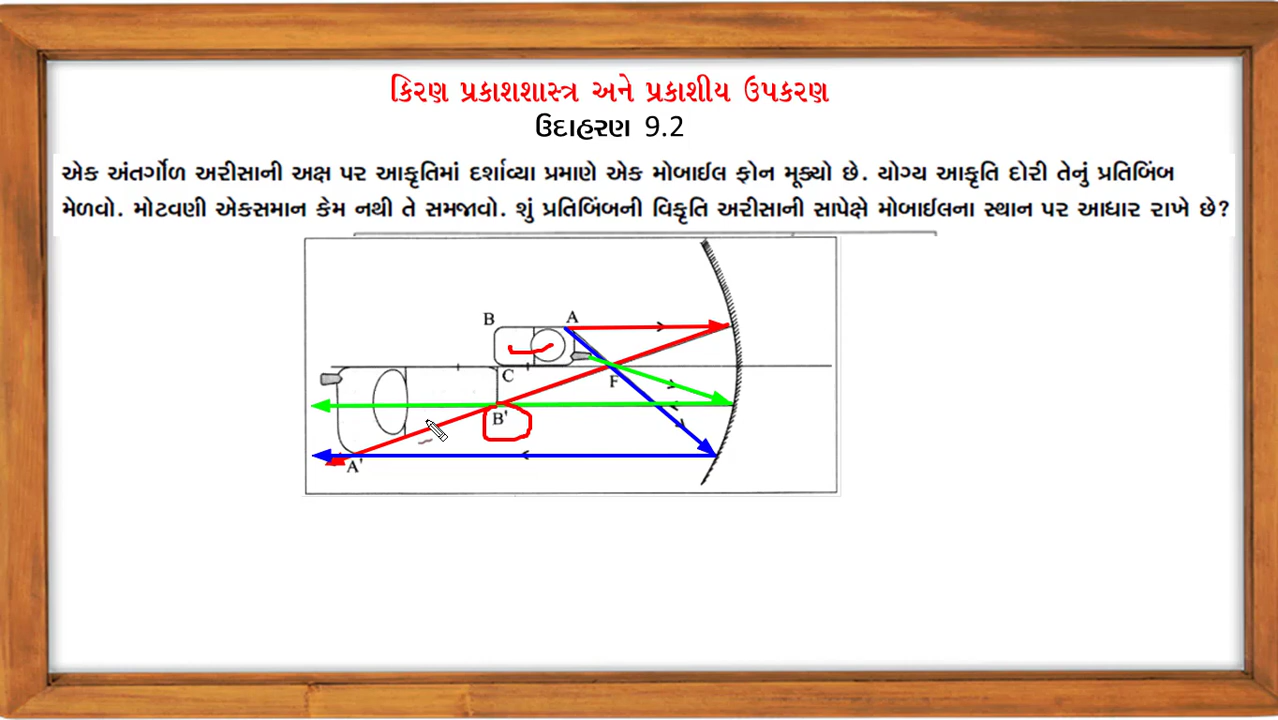 કિરણ પ્રકાશશાસ્ત્ર અને પ્રકાશીય ઉપકરણ
ઉદાહરણ 9.2
એક અંતર્ગોળ અરીસાની અક્ષ પર આકૃતિમાં દર્શાવ્યા પ્રમાણે એક મોબાઈલ ફોન મૂક્યો છે. યોગ્ય આકૃતિ દોરી તેનું પ્રતિબિંબ
મેળવો. મોટવણી એકસમાન કેમ નથી તે સમજાવો. શું પ્રતિબિંબની વિકૃતિ અરીસાની સાપેક્ષે મોબાઈલના સ્થાન પર આધાર રાખે છે?
B A
C F
B'
A'